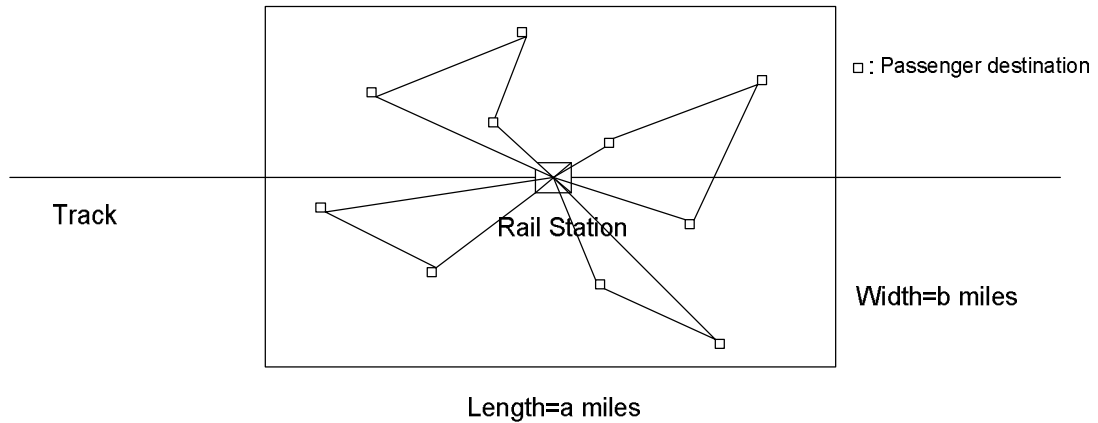 : Passenger destination
Track
Rail Station
Width=b miles
Length=a miles